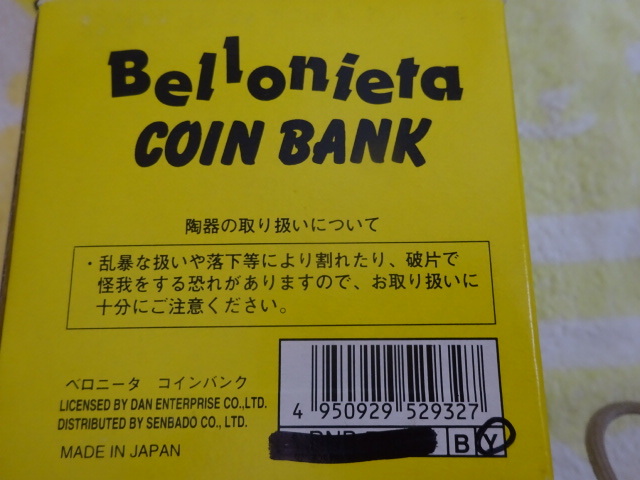 Bellonieta
COIN BANK
陶器の取り扱いについて
・乱暴な扱いや落下等により割れたり、破片で
怪我をする恐れがありますので、お取り扱いに
十分にご注意ください。
ベロニータ コインバンク
LICENSED BY DAN ENTERPRISE CO.,LTD.
DISTRIBUTED BY SENBADO CO., LTD.
MADE IN JAPAN
4 950929 529327
B Y